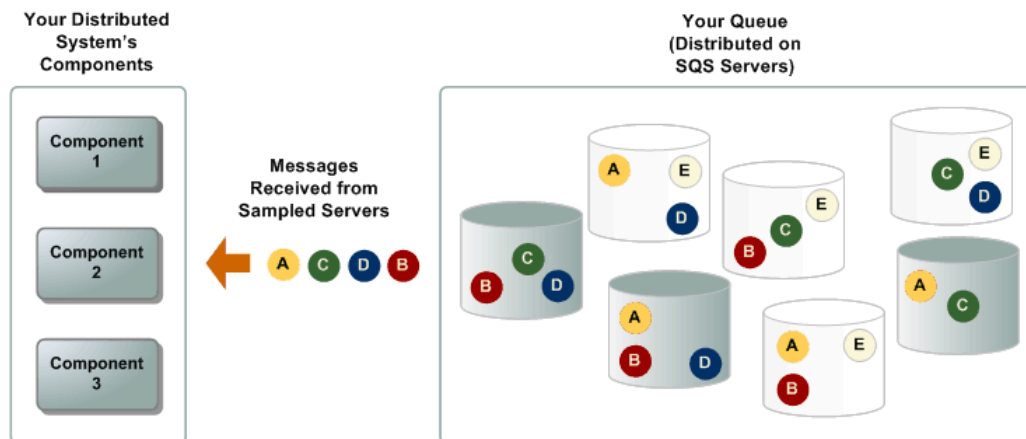 Your Distributed
System's
Components
Your Queue
(Distributed on
SQS Servers)
Component
1
Component
2
Component
3
Messages
Received from
Sampled Servers
A C D B
A
E
D
E
C
B
E
C
D
C
B
D
A
B
D
A
E
B
A
C